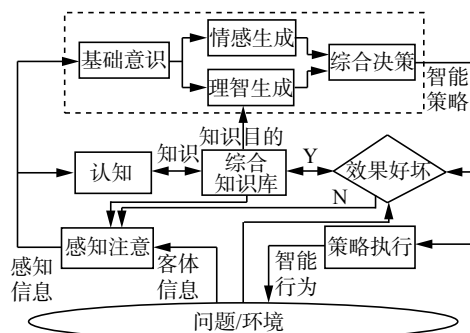 情感生成
基础意识
综合决策
理智生成
智能
策略
知识 目的
知识
认知
综合
知识库
Y
效果好坏
N
感知注意
策略执行
感知
信息
客体
信息
智能
行为
问题/环境